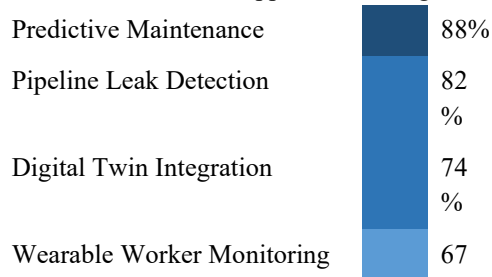 Predictive Maintenance 88%
Pipeline Leak Detection 82
%
Digital Twin Integration 74
%
Wearable Worker Monitoring 67